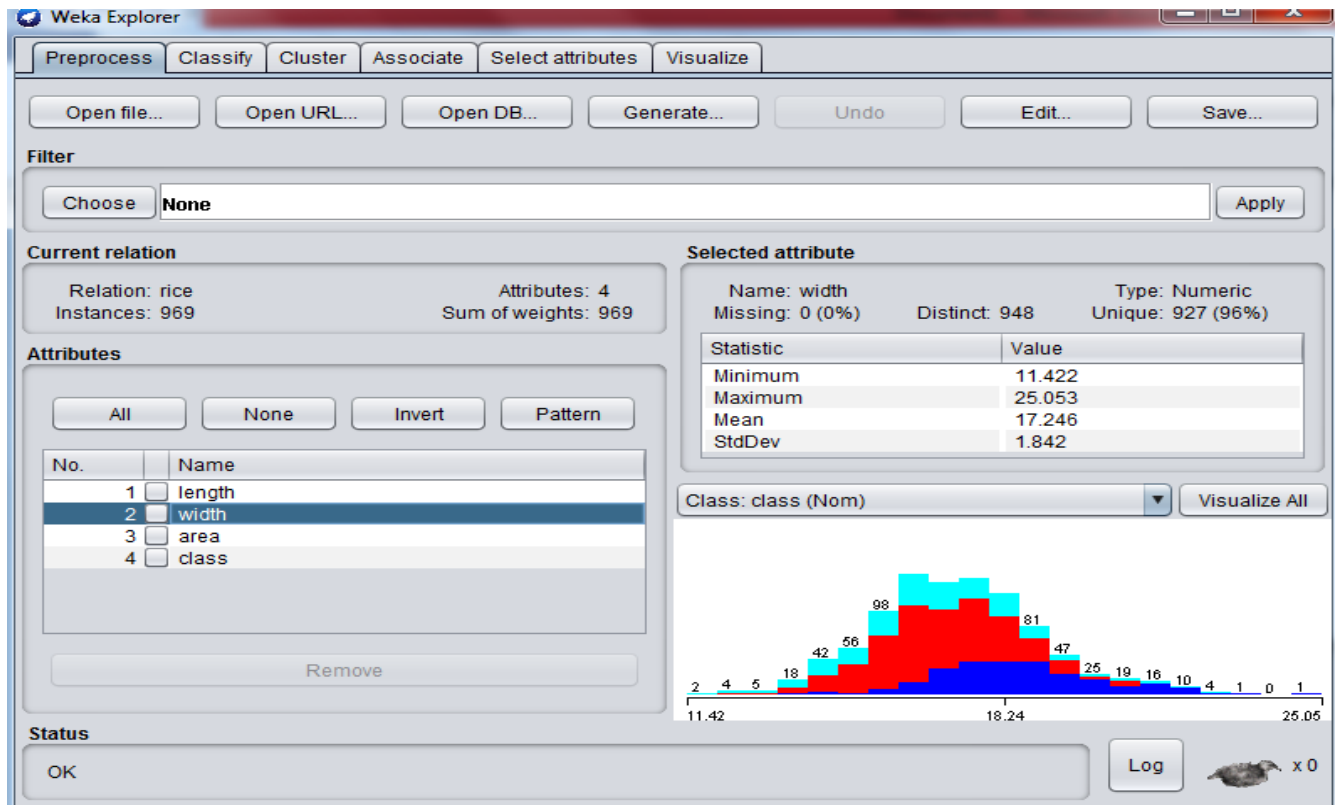 Weka Explorer
Preprocess Classify Cluster Associate Select attributes Visualize
Open file... Open URL... Open DB... Generate... Undo Edit... Save...
Filter
Choose None Apply
Current relation
Relation: rice Attributes: 4
Instances: 969 Sum of weights: 969
Attributes
All None Invert Pattern
No. Name
1 length
2 width
3 area
4 class
Remove
Selected attribute
Name: width Type: Numeric
Missing: 0 (0%) Distinct: 948 Unique: 927 (96%)
Statistic Value
Minimum 11.422
Maximum 25.053
Mean 17.246
StdDev 1.842
Class: class (Nom) Visualize All
2 4 5 18 42 56 98 81 47 25 19 16 10 4 1 0 1
11.42 18.24 25.05
Status
OK Log x 0